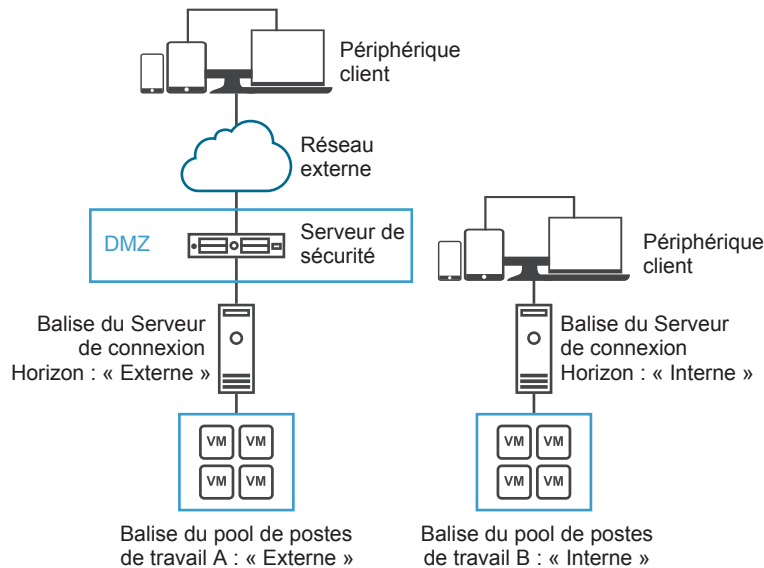 Périphérique
client
Réseau
externe
DMZ
Serveur de
sécurité
Périphérique
client
Balise du Serveur
de connexion
Horizon : « Externe »
Balise du Serveur
de connexion
Horizon : « Interne »
VM VM
VM VM
VM VM
VM VM
Balise du pool de postes
de travail A : « Externe »
Balise du pool de postes
de travail B : « Interne »